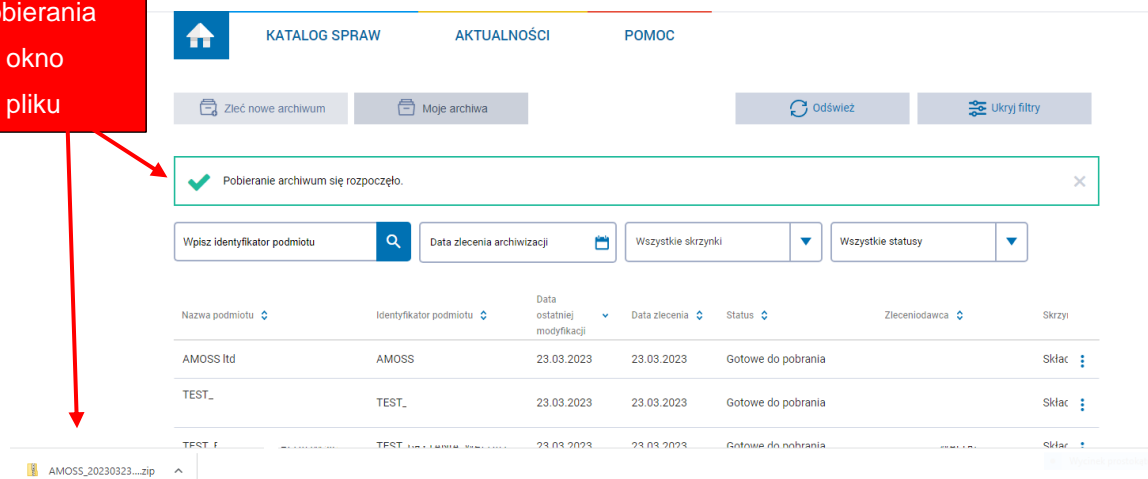 okno
pliku
KATALOG SPRAW AKTUALNOŚCI POMOC
Zleć nowe archiwum Moje archiwa Odśwież Ukryj filtry
Pobieranie archiwum się rozpoczęło.
Wpisz identyfikator podmiotu Data zlecenia archiwizacji Wszystkie skrzynki Wszystkie statusy
Nazwa podmiotu Identyfikator podmiotu Data ostatniej modyfikacji Data zlecenia Status Zleceniodawca
AMOSS ltd AMOSS 23.03.2023 23.03.2023 Gotowe do pobrania
TEST_ TEST_ 23.03.2023 23.03.2023 Gotowe do pobrania
23.03.2023 23.03.2023 Gotowe do pobrania
AMOSS_20230323....zip